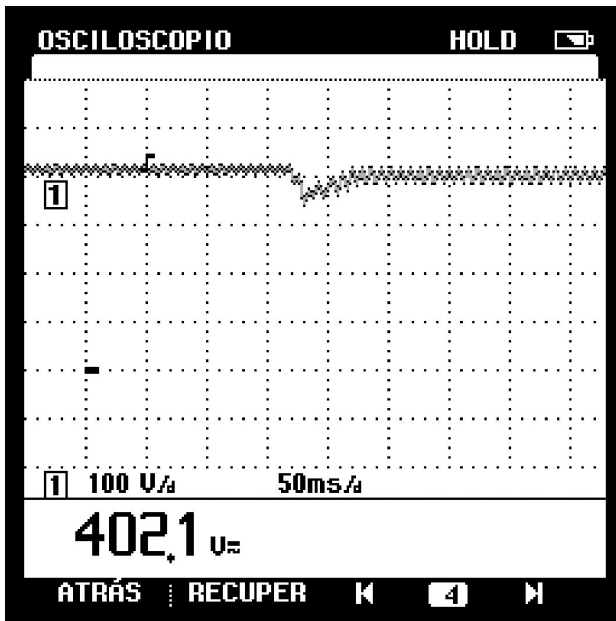 OSCILOSCOPIO HOLD
1
1 100 V/d 50ms/d
402.1 V≂
ATRÁS RECUPER 4